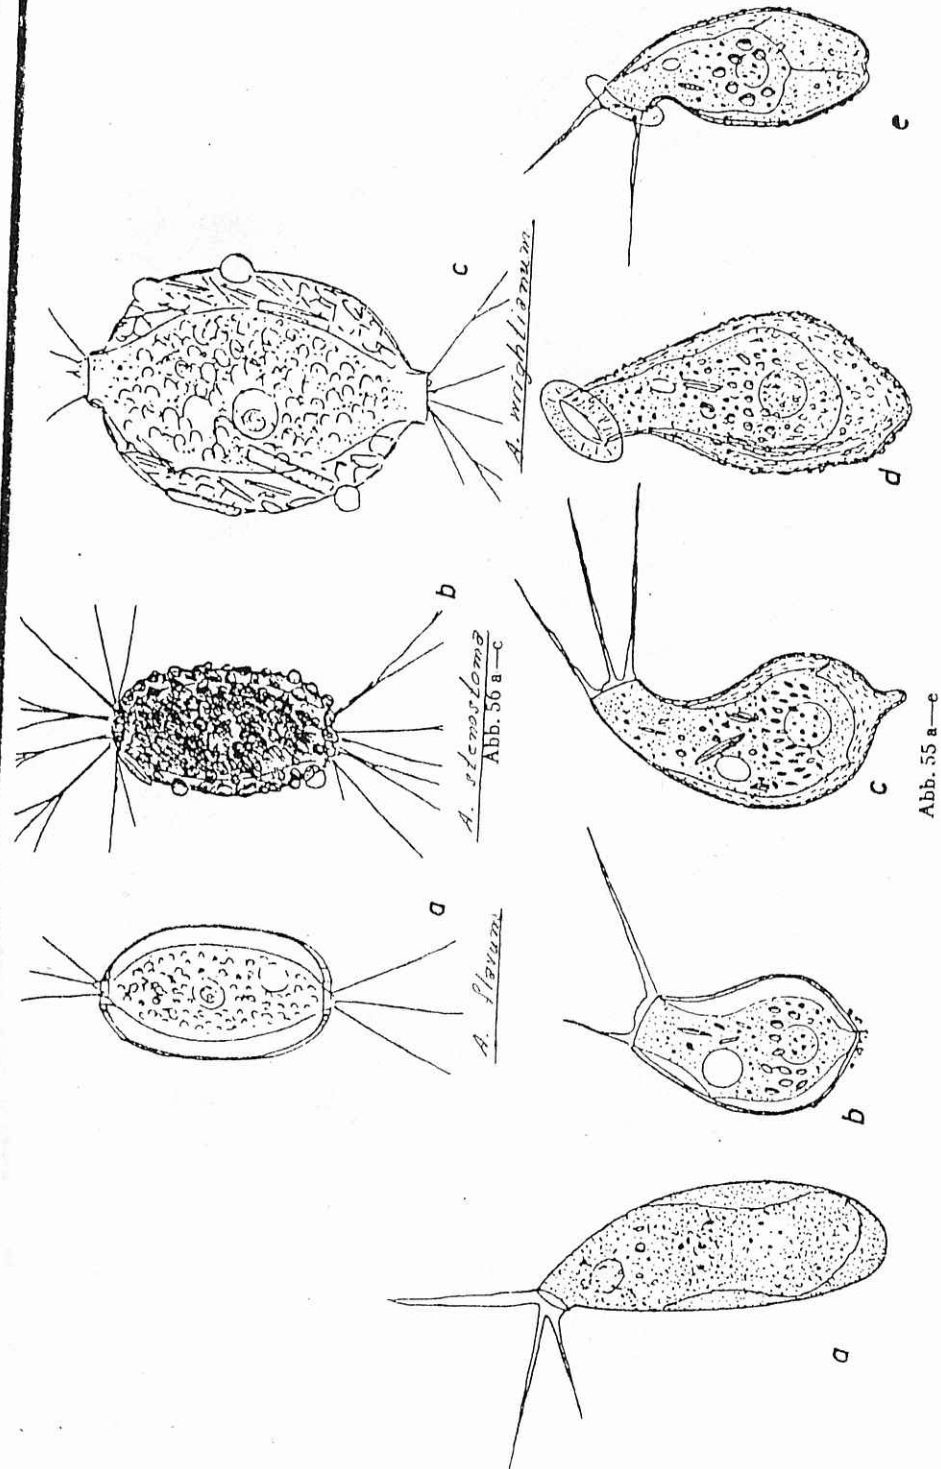 a
A. flavum
b
A. stenostoma
c
A. wrightianum
Abb. 56 a—c
a
b
c
d
e
Abb. 55 a—e